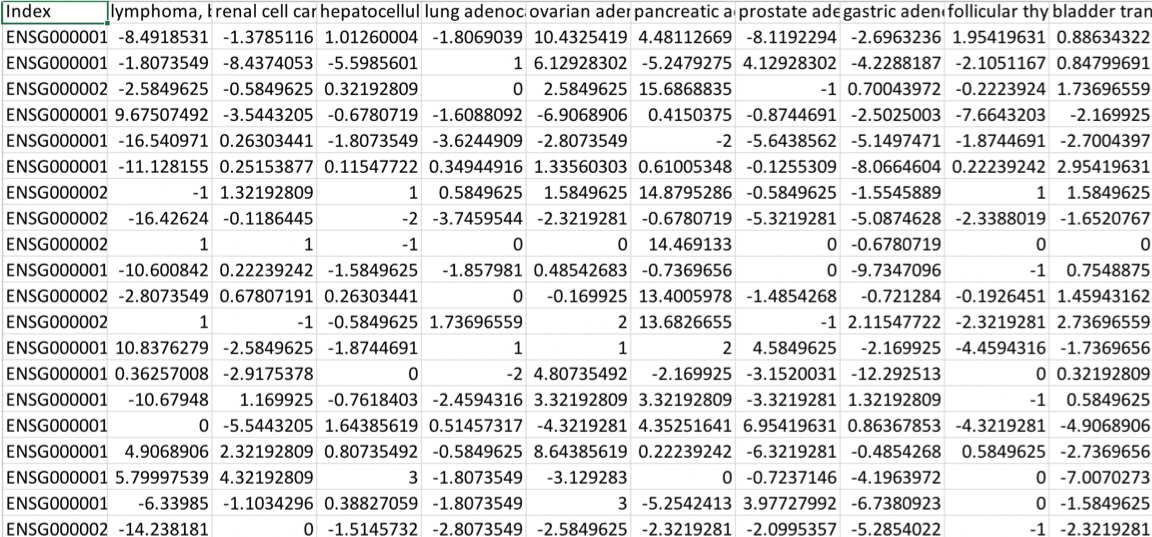 Index lymphoma, renal cell car hepatocellul lung adenoc ovarian ader pancreatic a prostate ade gastric aden follicular thy bladder tran
ENSG000001 -8.4918531 -1.3785116 1.01260004 -1.8069039 10.4325419 4.48112669 -8.1192294 -2.6963236 1.95419631 0.88634322
ENSG000001 -1.8073549 -8.4374053 -5.5985601 1 6.12928302 -5.2479275 4.12928302 -4.2288187 -2.1051167 0.84799691
ENSG000002 -2.5849625 -0.5849625 0.32192809 0 2.5849625 15.6868835 -1 0.70043972 -0.2223924 1.73696559
ENSG000001 9.67507492 -3.5443205 -0.6780719 -1.6088092 -6.9068906 0.4150375 -0.8744691 -2.5025003 -7.6643203 -2.169925
ENSG000001 -16.540971 0.26303441 -1.8073549 -3.6244909 -2.8073549 -2 -5.6438562 -5.1497471 -1.8744691 -2.7004397
ENSG000001 -11.128155 0.25153877 0.11547722 0.34944916 1.33560303 0.61005348 -0.1255309 -8.0664604 0.22239242 2.95419631
ENSG000002 -1 1.32192809 1 0.5849625 1.5849625 14.8795286 -0.5849625 -1.5545889 1 1.5849625
ENSG000002 -16.42624 -0.1186445 -2 -3.7459544 -2.3219281 -0.6780719 -5.3219281 -5.0874628 -2.3388019 -1.6520767
ENSG000002 1 1 -1 0 0 14.469133 0 -0.6780719 0 0
ENSG000001 -10.600842 0.22239242 -1.5849625 -1.857981 0.48542683 -0.7369656 0 -9.7347096 -1 0.7548875
ENSG000002 -2.8073549 0.67807191 0.26303441 0 -0.169925 13.4005978 -1.4854268 -0.721284 -0.1926451 1.45943162
ENSG000002 1 -1 -0.5849625 1.73696559 2 13.6826655 -1 2.11547722 -2.3219281 2.73696559
ENSG000001 10.8376279 -2.5849625 -1.8744691 1 1 2 4.5849625 -2.169925 -4.4594316 -1.7369656
ENSG000001 0.36257008 -2.9175378 0 -2 4.80735492 -2.169925 -3.1520031 -12.292513 0 0.32192809
ENSG000001 -10.67948 1.169925 -0.7618403 -2.4594316 3.32192809 3.32192809 -3.3219281 1.32192809 -1 0.5849625
ENSG000001 0 -5.5443205 1.64385619 0.51457317 -4.3219281 4.35251641 6.95419631 0.86367853 -4.3219281 -4.9068906
ENSG000001 4.9068906 2.32192809 0.80735492 -0.5849625 8.64385619 0.22239242 -6.3219281 -0.4854268 0.5849625 -2.7369656
ENSG000001 5.79997539 4.32192809 3 -1.8073549 -3.129283 0 -0.7237146 -4.1963972 0 -7.0070273
ENSG000001 -6.33985 -1.1034296 0.38827059 -1.8073549 3 -5.2542413 3.97727992 -6.7380923 0 -1.5849625
ENSG000002 -14.238181 0 -1.5145732 -2.8073549 -2.5849625 -2.3219281 -2.0995357 -5.2854022 -1 -2.3219281